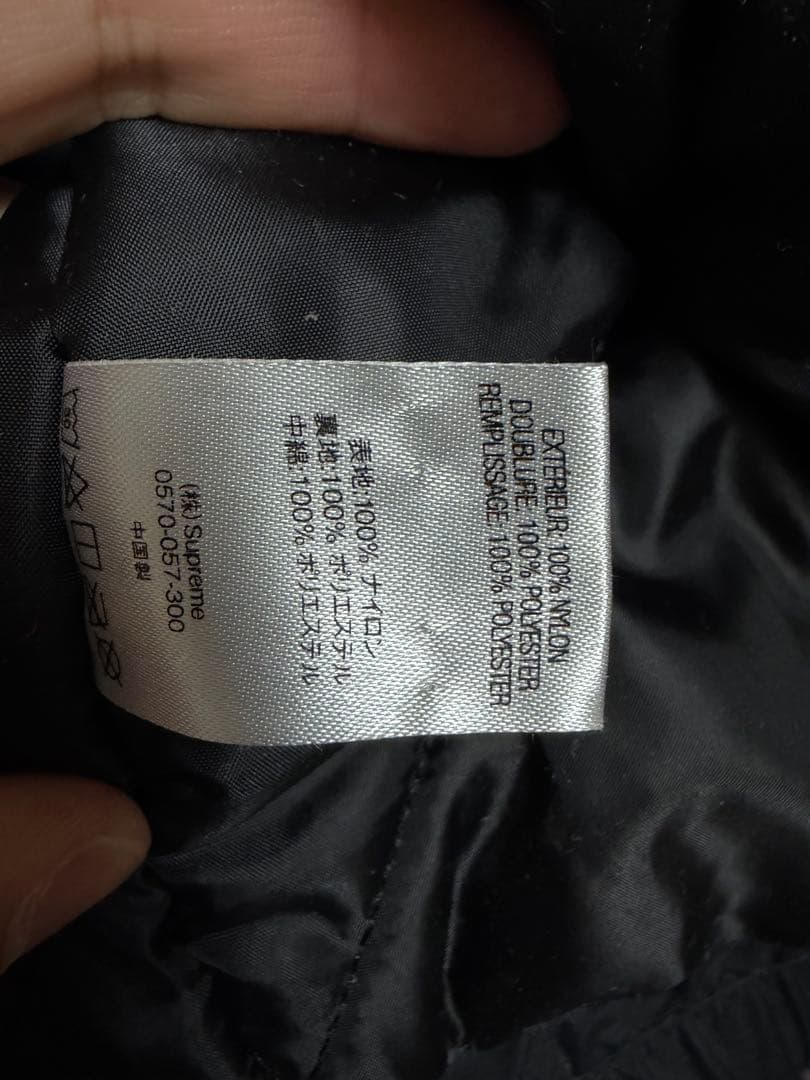 EXTERIEUR: 100% NYLON
DOUBLURE 100% POLYESTER
REMPLISSAGE 100% POLYESTER
表地:100% ナイロン
裏地:100% ポリエステル
中綿:100% ポリエステル
(株)Supreme
0570-057-300
中国製